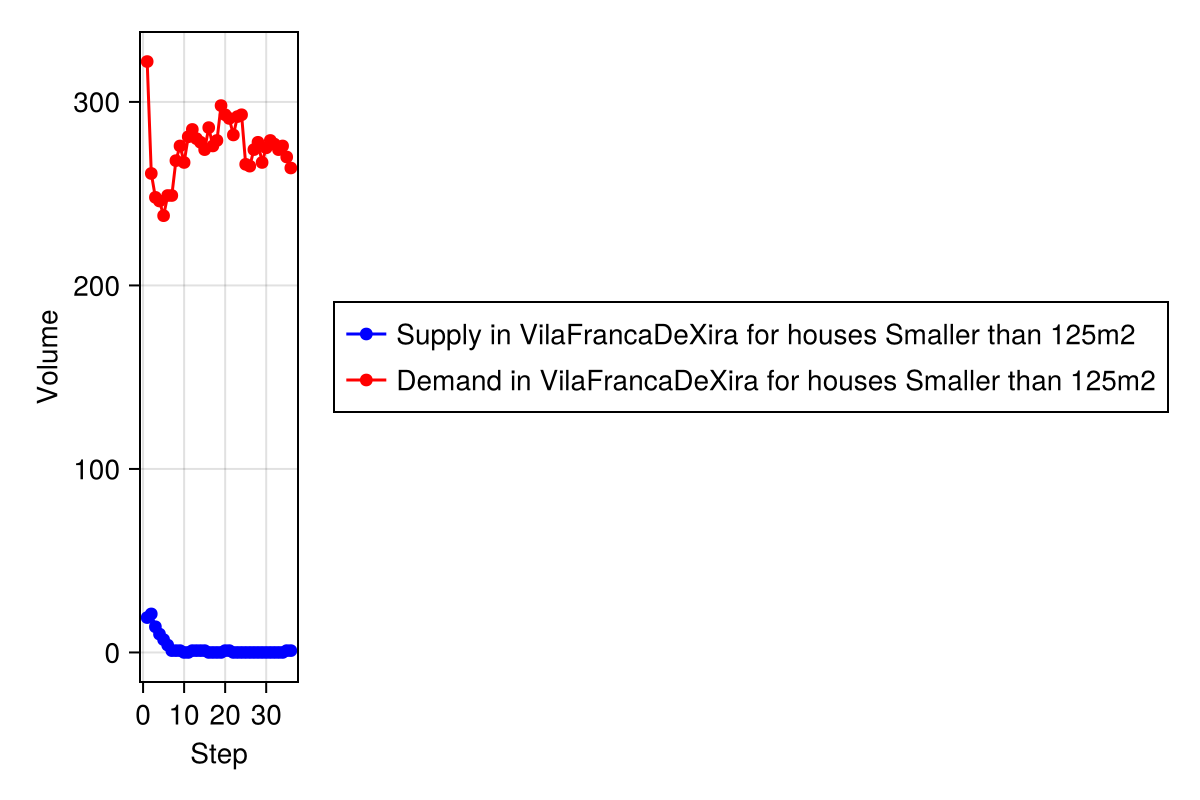 300
200
100
0
Volume
0 10 20 30
Step
Supply in VilaFrancaDeXira for houses Smaller than 125m2
Demand in VilaFrancaDeXira for houses Smaller than 125m2